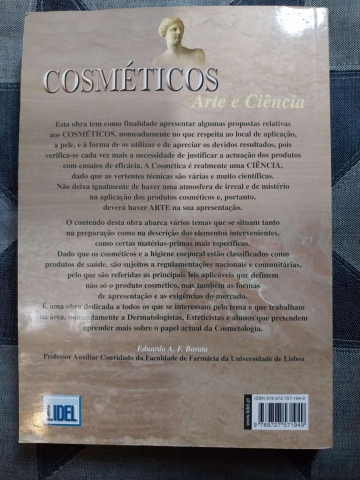 COSMÉTICOS
Arte e Ciência
Esta obra tem como finalidade apresentar algumas propostas relativas
aos COSMÉTICOS, nomeadamente no que respeita ao local de aplicação,
a pele, e à forma de os utilizar e de apreciar os devidos resultados, pois
verifica-se cada vez mais a necessidade de justificar a actuação dos produtos
com ensaios de eficácia. A Cosmética é realmente uma CIÊNCIA,
dado que as vertentes técnicas são várias e muito científicas.
Não deixa igualmente de haver uma atmosfera de irreal e de mistério
na aplicação dos produtos cosméticos e, portanto,
deverá haver ARTE na sua apresentação.
O conteúdo desta obra abarca vários temas que se situam tanto
na preparação como na descrição dos elementos intervenientes,
como certas matérias-primas mais específicas.
Dado que os cosméticos e a higiene corporal estão classificados como
produtos de saúde, são sujeitos a regulamentações nacionais e comunitárias,
pelo que são referidas as principais leis aplicáveis que definem
não só o produto cosmético, mas também as formas
de apresentação e as exigências do mercado.
É uma obra dedicada a todos os que se interessam pelo tema e que trabalham
na área, nomeadamente a Dermatologistas, Esteticistas e alunos que pretendem
aprender mais sobre o papel actual da Cosmetologia.
Eduardo A. F. Barata
Professor Auxiliar Convidado da Faculdade de Farmácia da Universidade de Lisboa
LIDEL
www.lidel.pt
ISBN 978-972-757-194-9
9 789727 571949